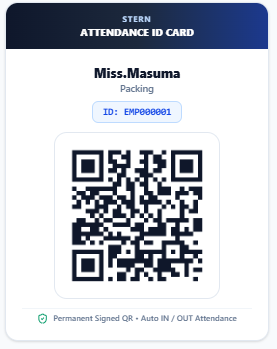 STERN
ATTENDANCE ID CARD
Miss.Masuma
Packing
ID: EMP000001
Permanent Signed QR • Auto IN / OUT Attendance